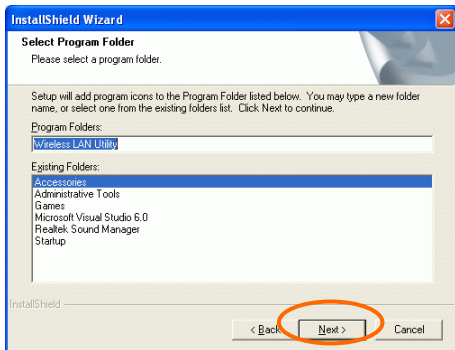 InstallShield Wizard
Select Program Folder
Please select a program folder.
Setup will add program icons to the Program Folder listed below. You may type a new folder
name, or select one from the existing folders list. Click Next to continue.
Program Folders:
Wireless LAN Utility
Existing Folders:
Accessories
Administrative Tools
Games
Microsoft Visual Studio 6.0
Realtek Sound Manager
Startup
InstallShield
< Back Next > Cancel